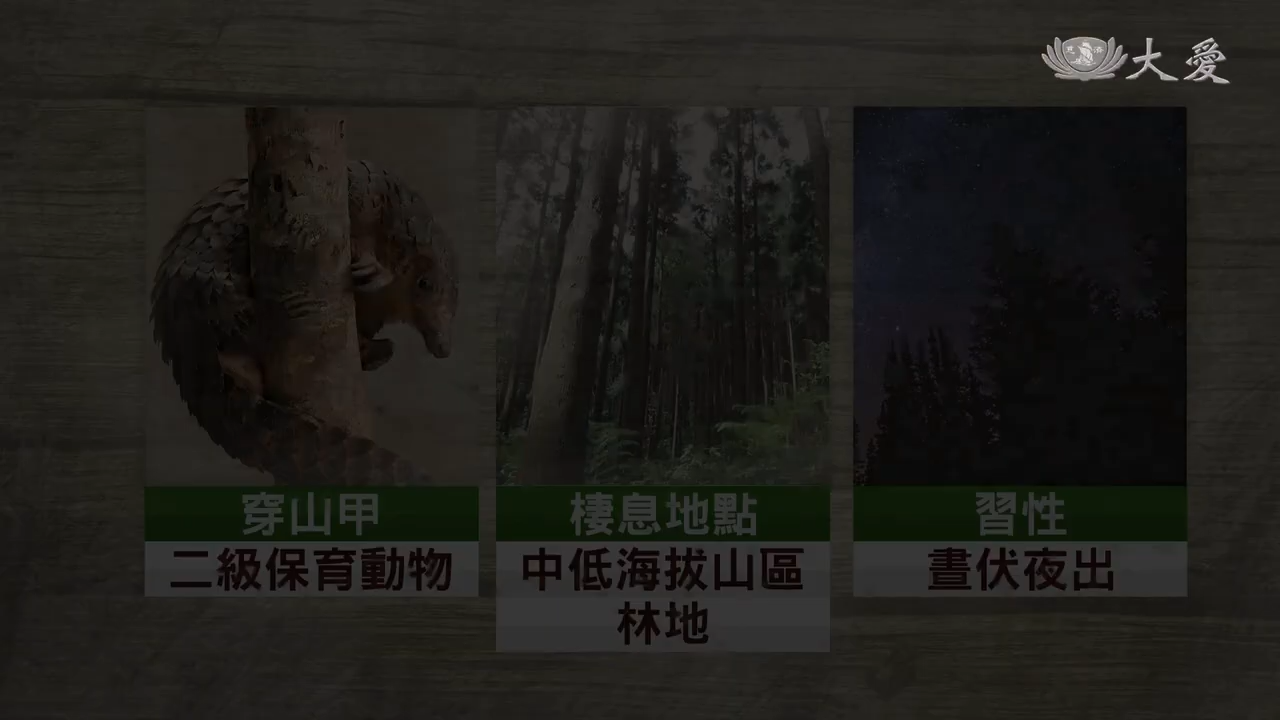 大愛
穿山甲
二級保育動物
棲息地點
中低海拔山區
林地
習性
晝伏夜出